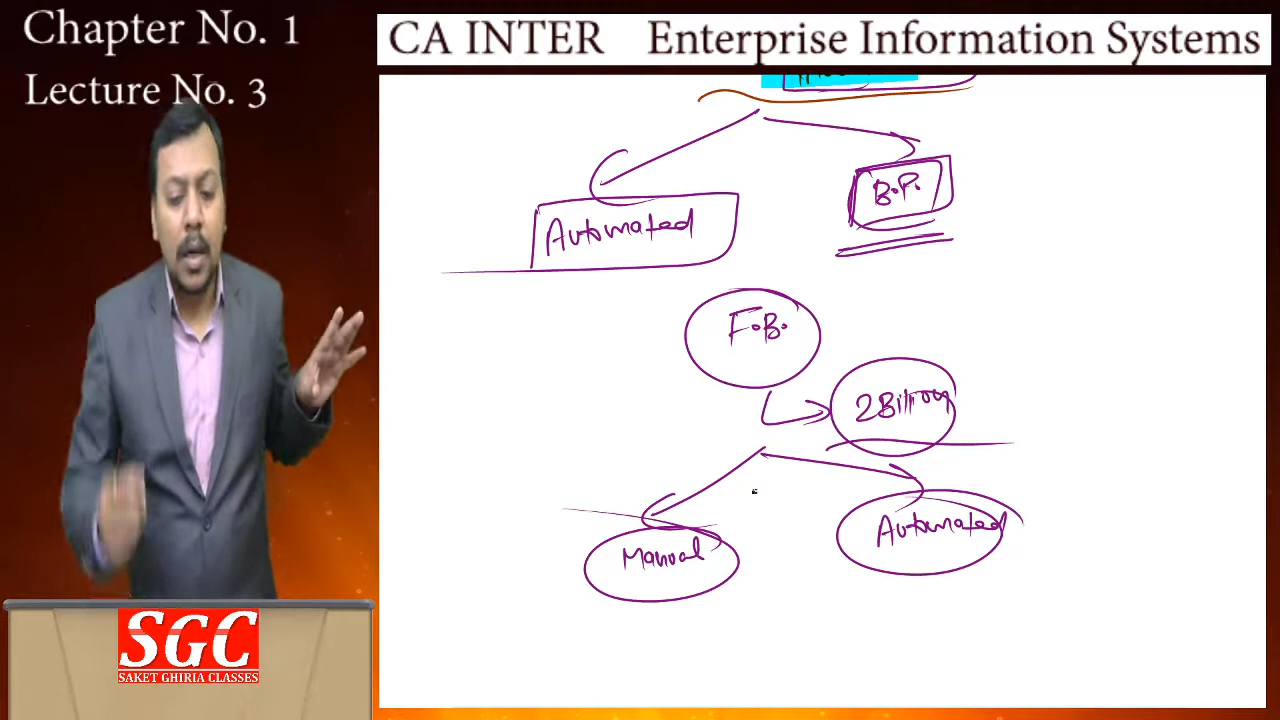 Chapter No. 1
Lecture No. 3
CA INTER Enterprise Information Systems
Automated
B.P.
F.B.
2Billion
Manual
Automated
SGC
SAKET GHIRIA CLASSES